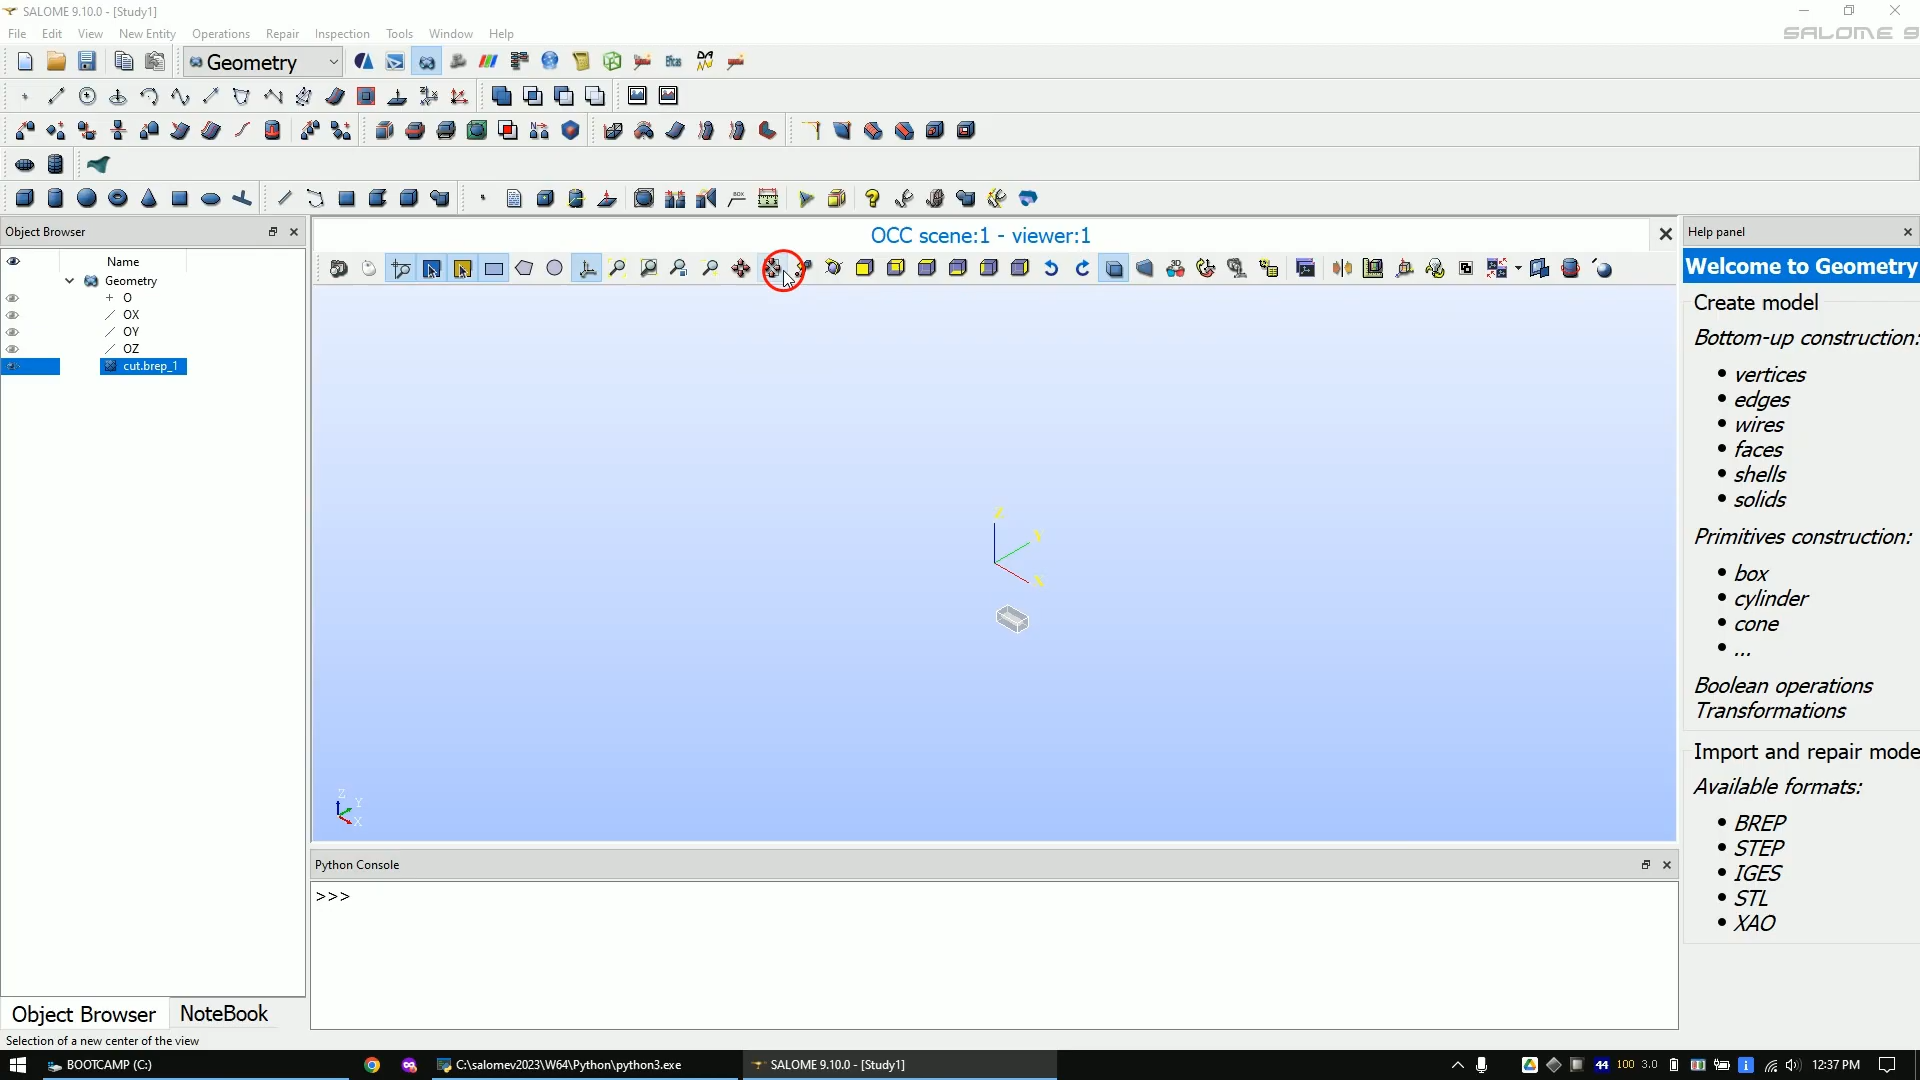 SALOME 9.10.0 - [Study1]
File Edit View New Entity Operations Repair Inspection Tools Window Help
SALOME 9
Geometry
Object Browser
OCC scene:1 - viewer:1
Help panel
Name
Welcome to Geometry
Geometry
O
OX
OY
OZ
cut.brep_1
Create model
Bottom-up construction:
vertices
edges
wires
faces
shells
solids
Primitives construction:
box
cylinder
cone
...
Boolean operations
Transformations
Import and repair mode
Available formats:
BREP
STEP
IGES
STL
XAO
Z
Y
X
Z
Y
X
Python Console
>>>
Object Browser NoteBook
Selection of a new center of the view
BOOTCAMP (C:)
C:\salomev2023\W64\Python\python3.exe
SALOME 9.10.0 - [Study1]
44 100 3.0
12:37 PM